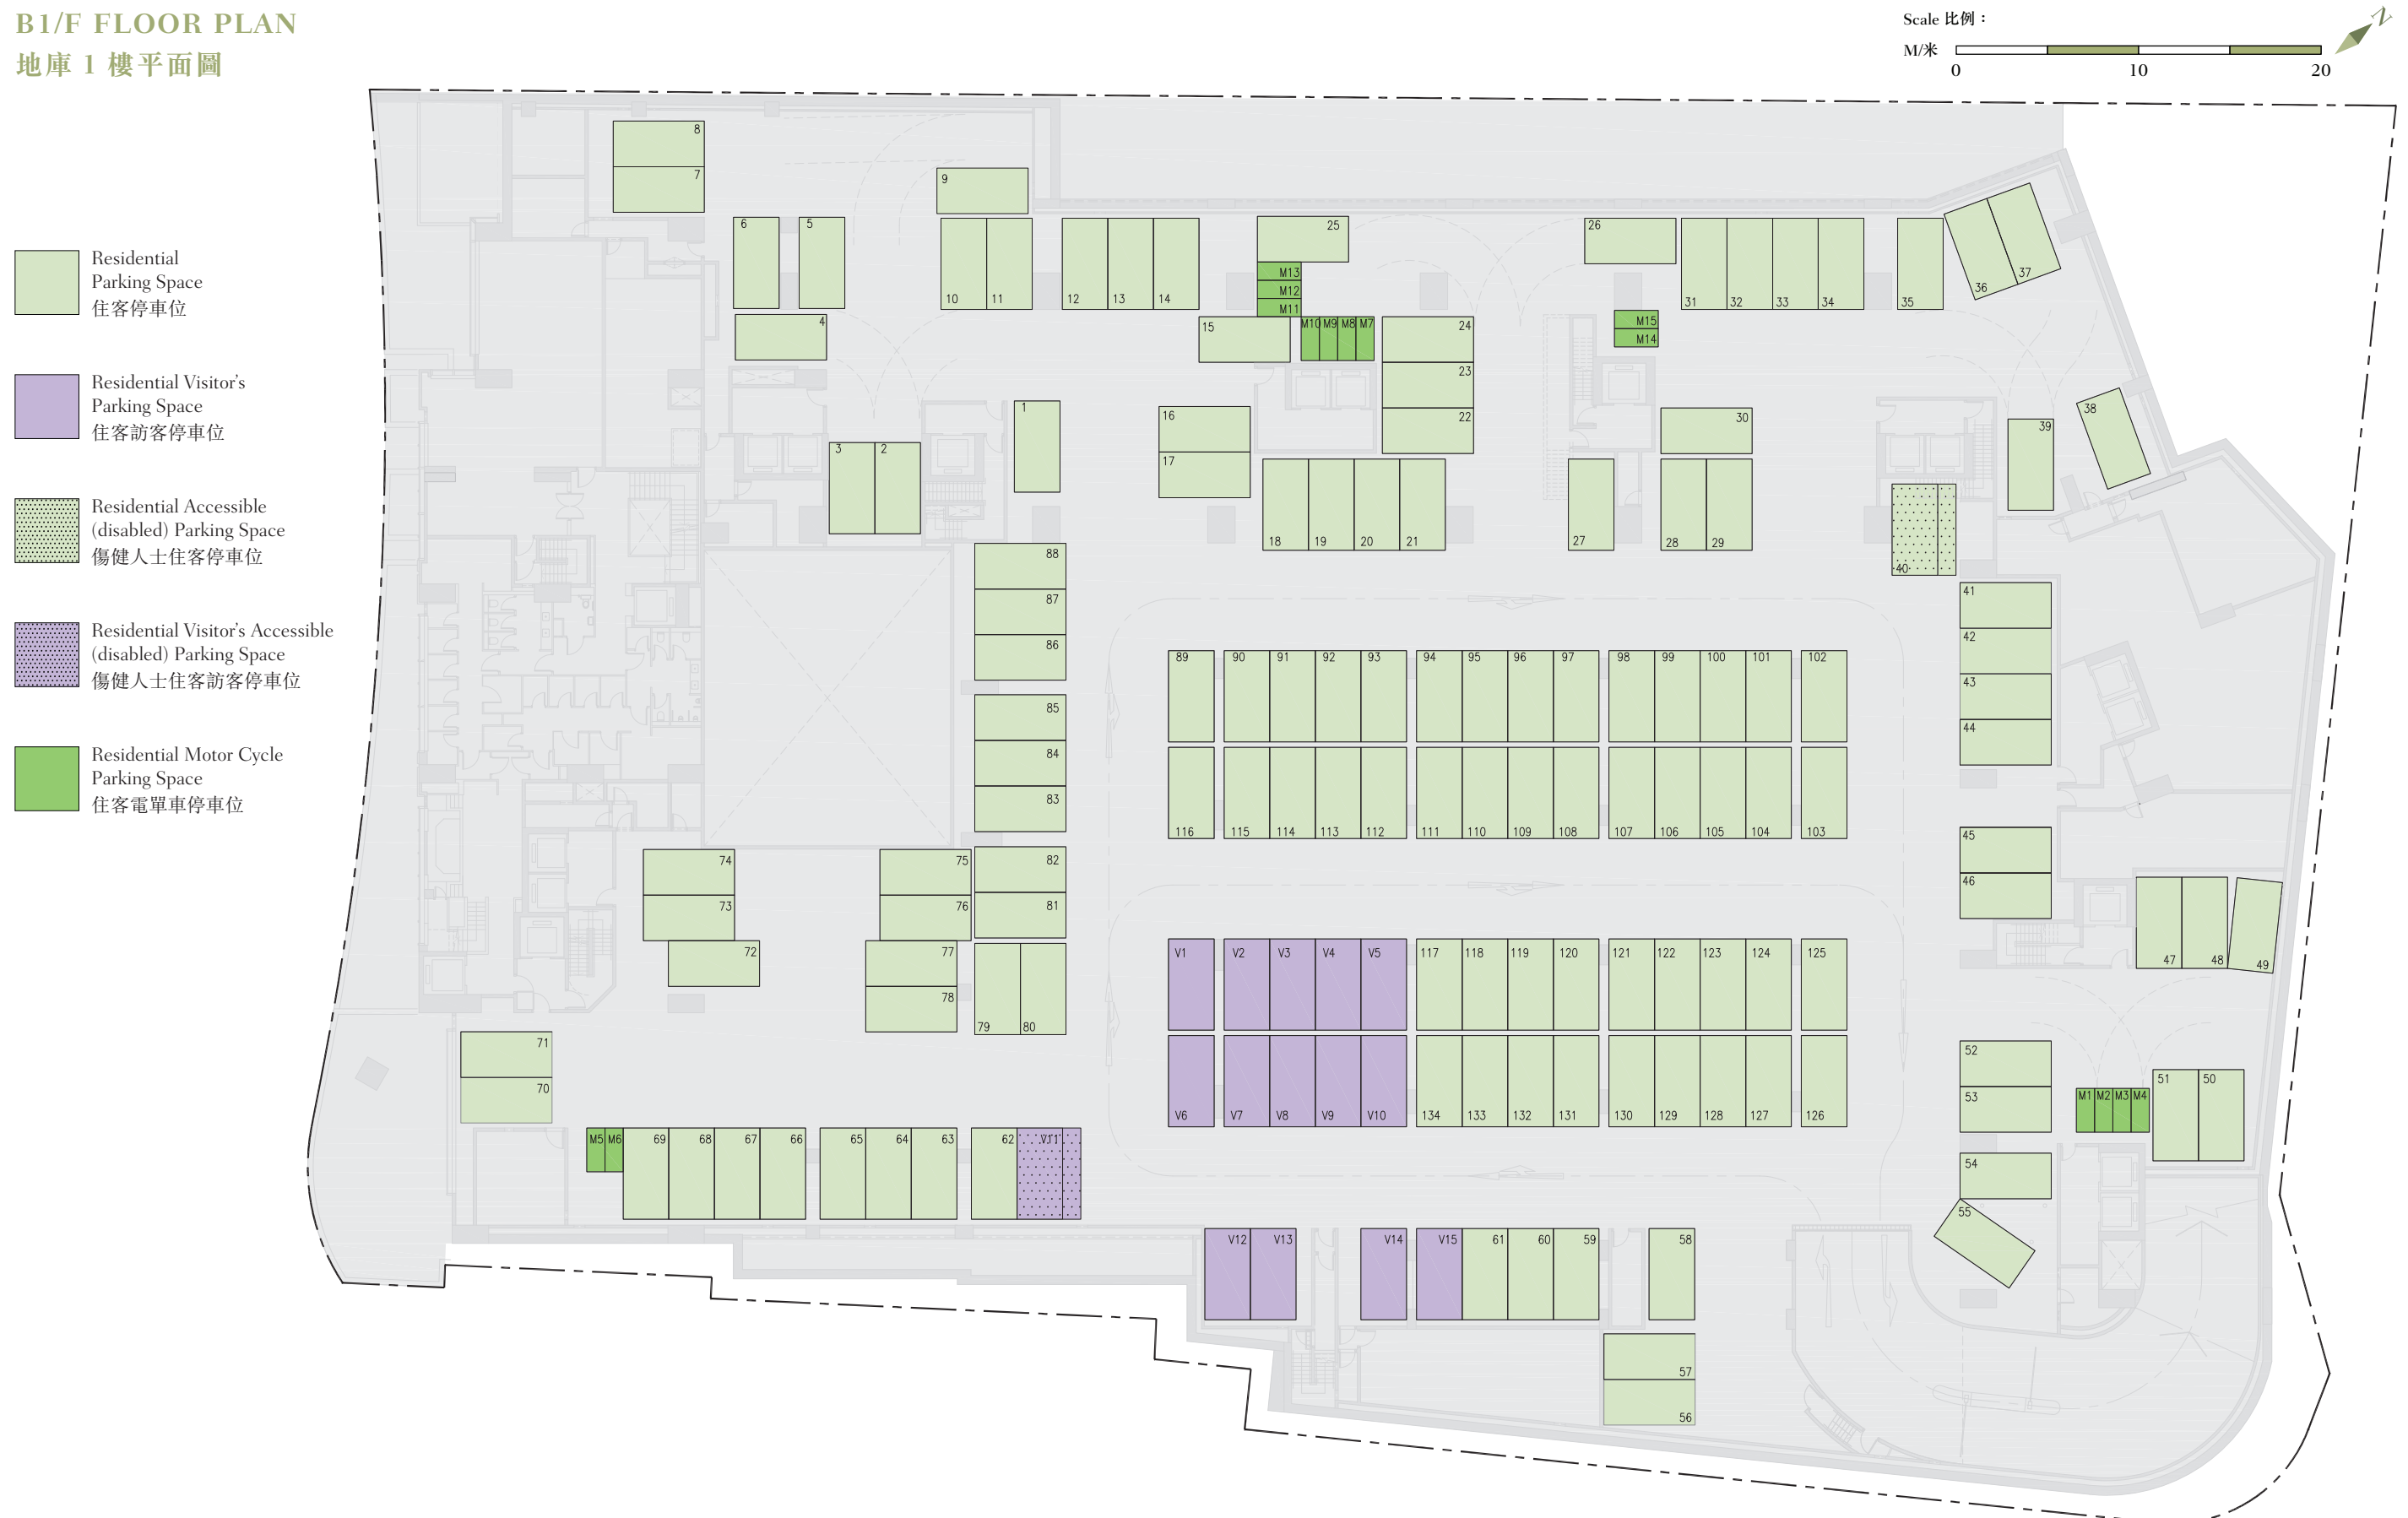 B1/F FLOOR PLAN
地庫 1 樓平面圖
Scale 比例：
M/米
0 10 20
N
Residential
Parking Space
住客停車位
Residential Visitor's
Parking Space
住客訪客停車位
Residential Accessible
(disabled) Parking Space
傷健人士住客停車位
Residential Visitor's Accessible
(disabled) Parking Space
傷健人士住客訪客停車位
Residential Motor Cycle
Parking Space
住客電單車停車位
8
7
9
6 5
25
26
37
36
M13
M12
M11
10 11 12 13 14
31 32 33 34 35
4
15
M10 M9 M8 M7
24
M15
M14
23
1
16
22
30
38
39
3 2
17
18 19 20 21
27
28 29
88
40
87
41
86
42
89 90 91 92 93 94 95 96 97 98 99 100 101 102
43
85
44
84
83
116 115 114 113 112 111 110 109 108 107 106 105 104 103
45
74
75
82
46
73
76
81
72
77
V1 V2 V3 V4 V5 117 118 119 120 121 122 123 124 125
47 48 49
78
79 80
71
52
70
51 50
53
M1 M2 M3 M4
V6 V7 V8 V9 V10 134 133 132 131 130 129 128 127 126
M5 M6 69 68 67 66 65 64 63 62 V11
54
55
V12 V13 V14 V15 61 60 59 58
57
56